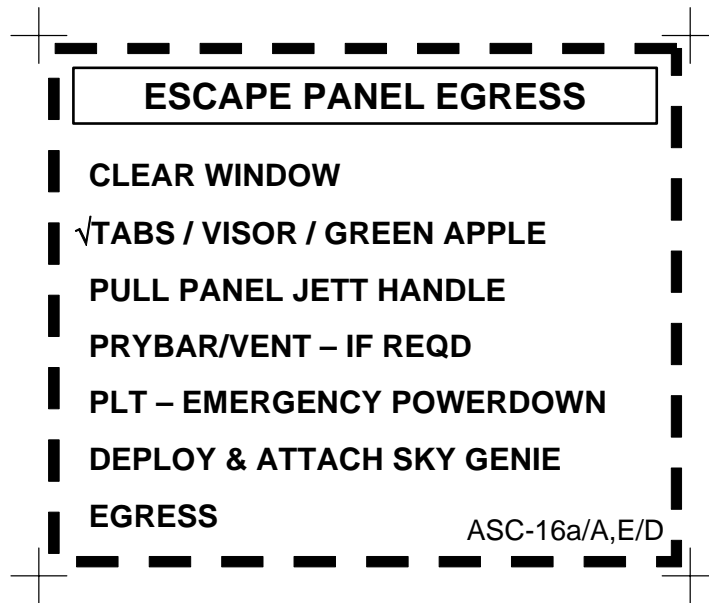 ESCAPE PANEL EGRESS
CLEAR WINDOW
√TABS / VISOR / GREEN APPLE
PULL PANEL JETT HANDLE
PRYBAR/VENT – IF REQD
PLT – EMERGENCY POWERDOWN
DEPLOY & ATTACH SKY GENIE
EGRESS
ASC-16a/A,E/D